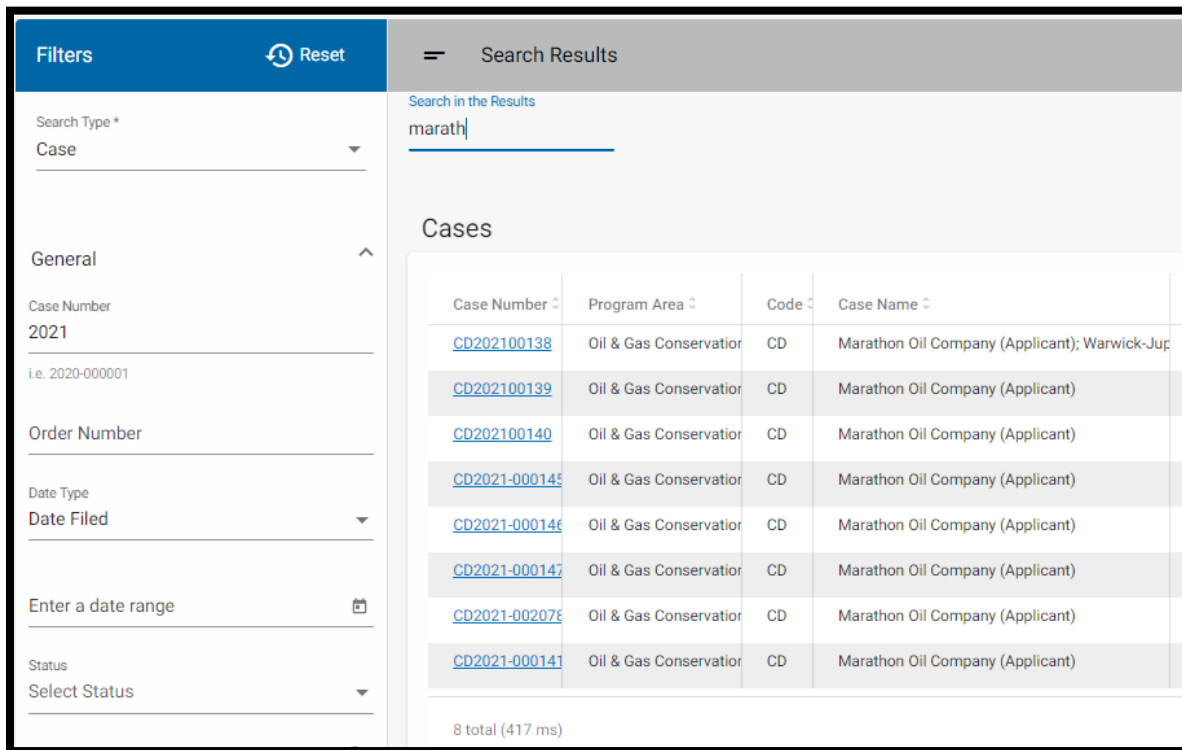 Filters
Reset
Search Type *
Case
General
Case Number
2021
i.e. 2020-000001
Order Number
Date Type
Date Filed
Enter a date range
Status
Select Status
Search Results
Search in the Results
marath
Cases
Case Number Program Area Code Case Name
CD202100138 Oil & Gas Conservation CD Marathon Oil Company (Applicant); Warwick-Jup
CD202100139 Oil & Gas Conservation CD Marathon Oil Company (Applicant)
CD202100140 Oil & Gas Conservation CD Marathon Oil Company (Applicant)
CD2021-000145 Oil & Gas Conservation CD Marathon Oil Company (Applicant)
CD2021-000146 Oil & Gas Conservation CD Marathon Oil Company (Applicant)
CD2021-000147 Oil & Gas Conservation CD Marathon Oil Company (Applicant)
CD2021-002078 Oil & Gas Conservation CD Marathon Oil Company (Applicant)
CD2021-000141 Oil & Gas Conservation CD Marathon Oil Company (Applicant)
8 total (417 ms)